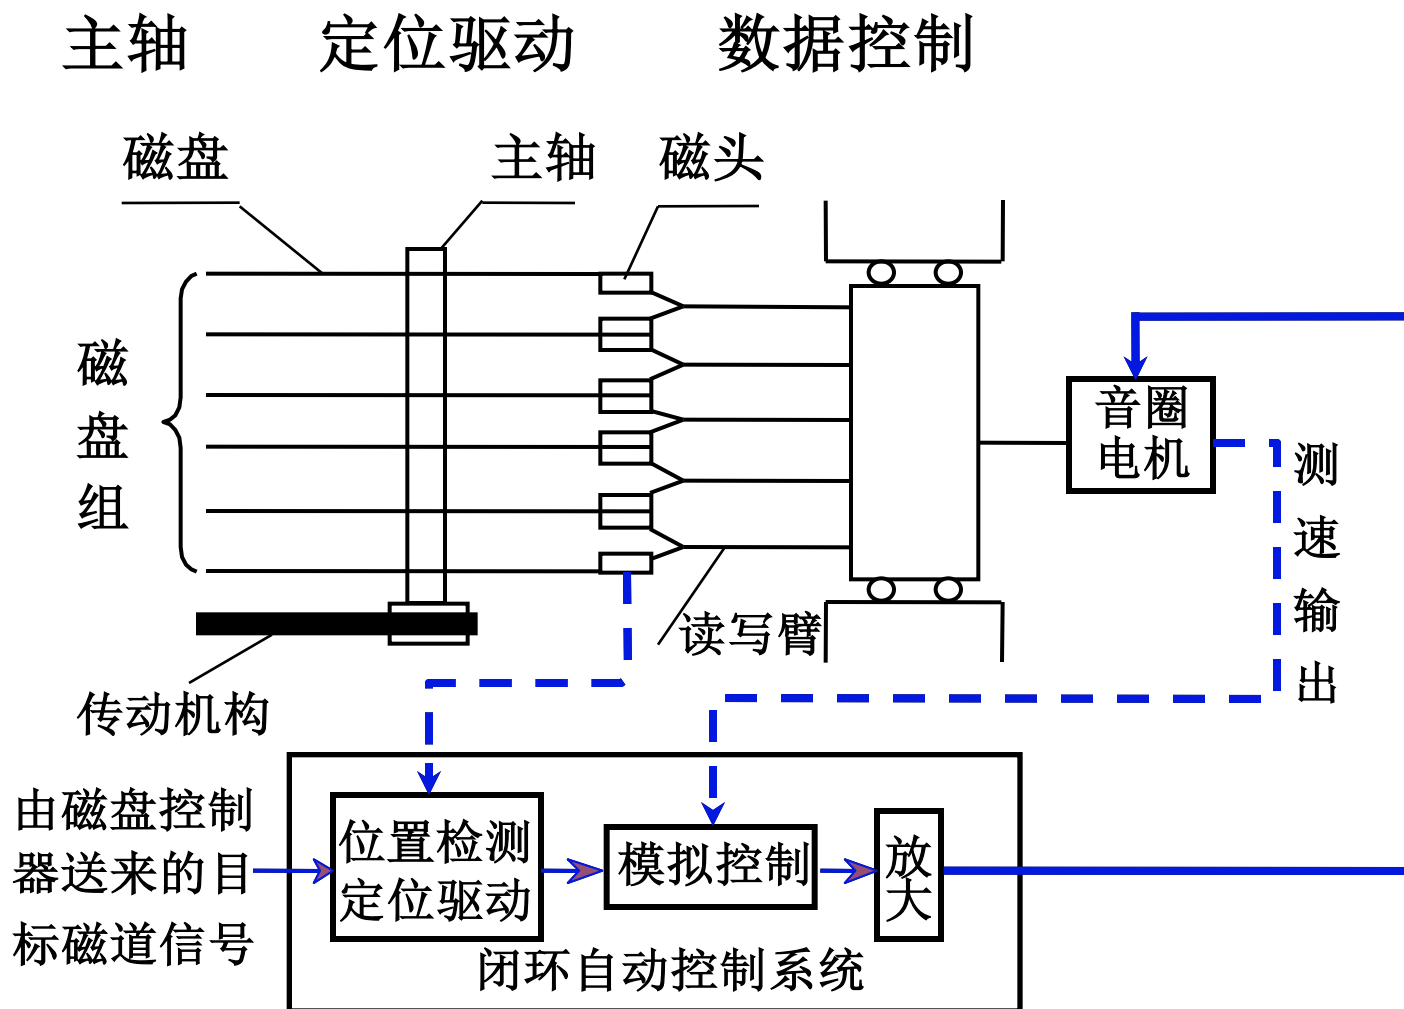 主轴 定位驱动 数据控制
磁盘 主轴 磁头
磁盘组
音圈
电机
测速输出
读写臂
传动机构
由磁盘控制
器送来的目
标磁道信号
位置检测
定位驱动
模拟控制
放大
闭环自动控制系统